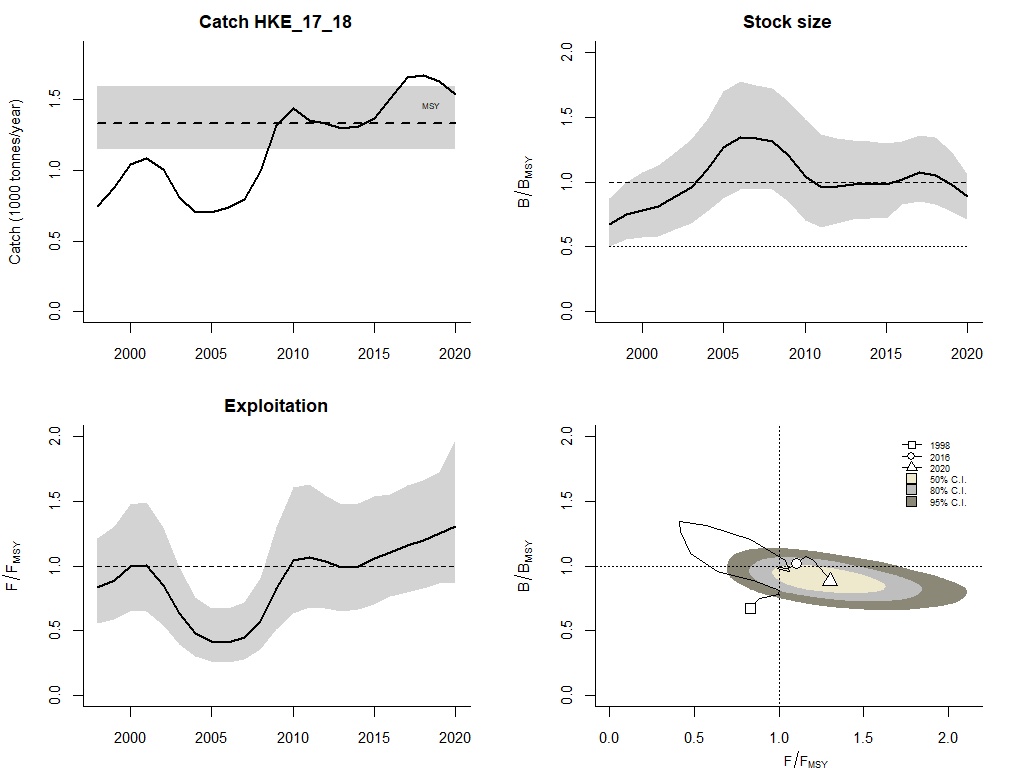 Catch HKE_17_18
Catch (1000 tonnes/year)
0.0 0.5 1.0 1.5
MSY
2000 2005 2010 2015 2020
Stock size
B/BMSY
0.0 0.5 1.0 1.5 2.0
2000 2005 2010 2015 2020
Exploitation
F/FMSY
0.0 0.5 1.0 1.5 2.0
2000 2005 2010 2015 2020
B/BMSY
0.0 0.5 1.0 1.5 2.0
1998
2016
2020
50% C.I.
80% C.I.
95% C.I.
0.0 0.5 1.0 1.5 2.0
F/FMSY